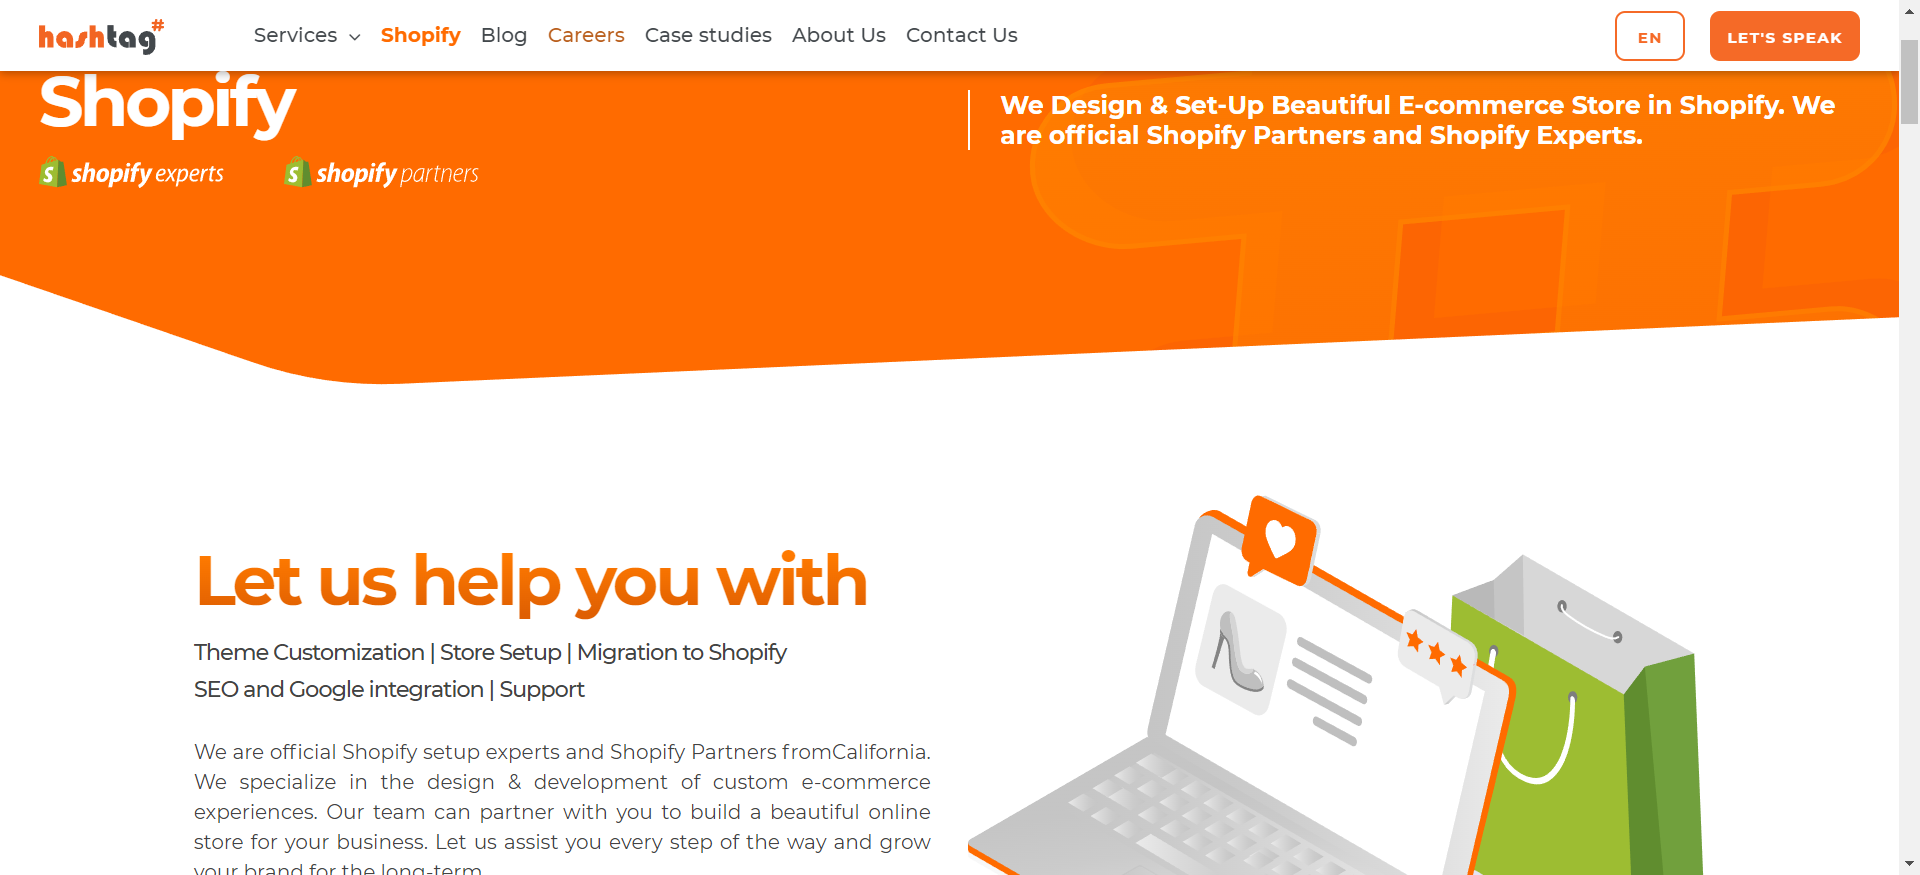 hashtag#
Services Shopify Blog Careers Case studies About Us Contact Us
EN
LET'S SPEAK
Shopify
shopify experts
shopify partners
We Design & Set-Up Beautiful E-commerce Store in Shopify. We
are official Shopify Partners and Shopify Experts.
Let us help you with
Theme Customization | Store Setup | Migration to Shopify
SEO and Google integration | Support
We are official Shopify setup experts and Shopify Partners fromCalifornia.
We specialize in the design & development of custom e-commerce
experiences. Our team can partner with you to build a beautiful online
store for your business. Let us assist you every step of the way and grow
your brand for the long-term